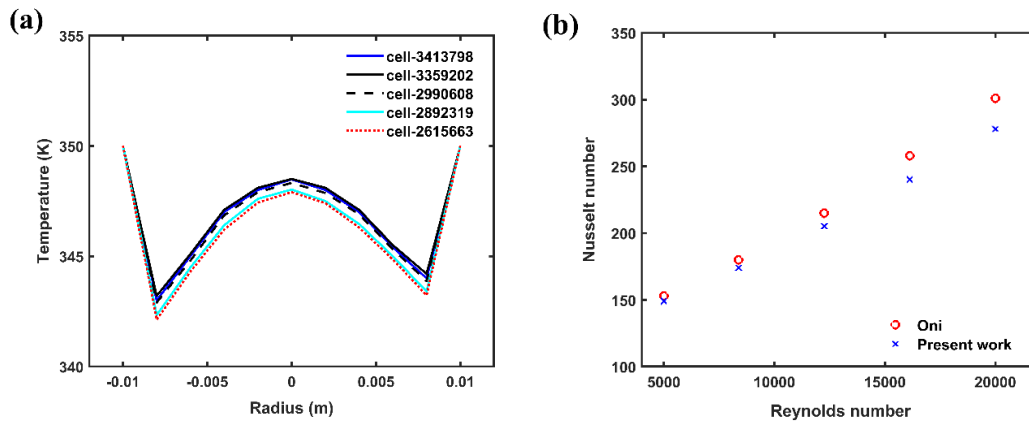 (a)
355
350
345
340
Temperature (K)
cell-3413798
cell-3359202
cell-2990608
cell-2892319
cell-2615663
-0.01 -0.005 0 0.005 0.01
Radius (m)
(b)
350
300
250
200
150
100
Nusselt number
Oni
Present work
5000 10000 15000 20000
Reynolds number